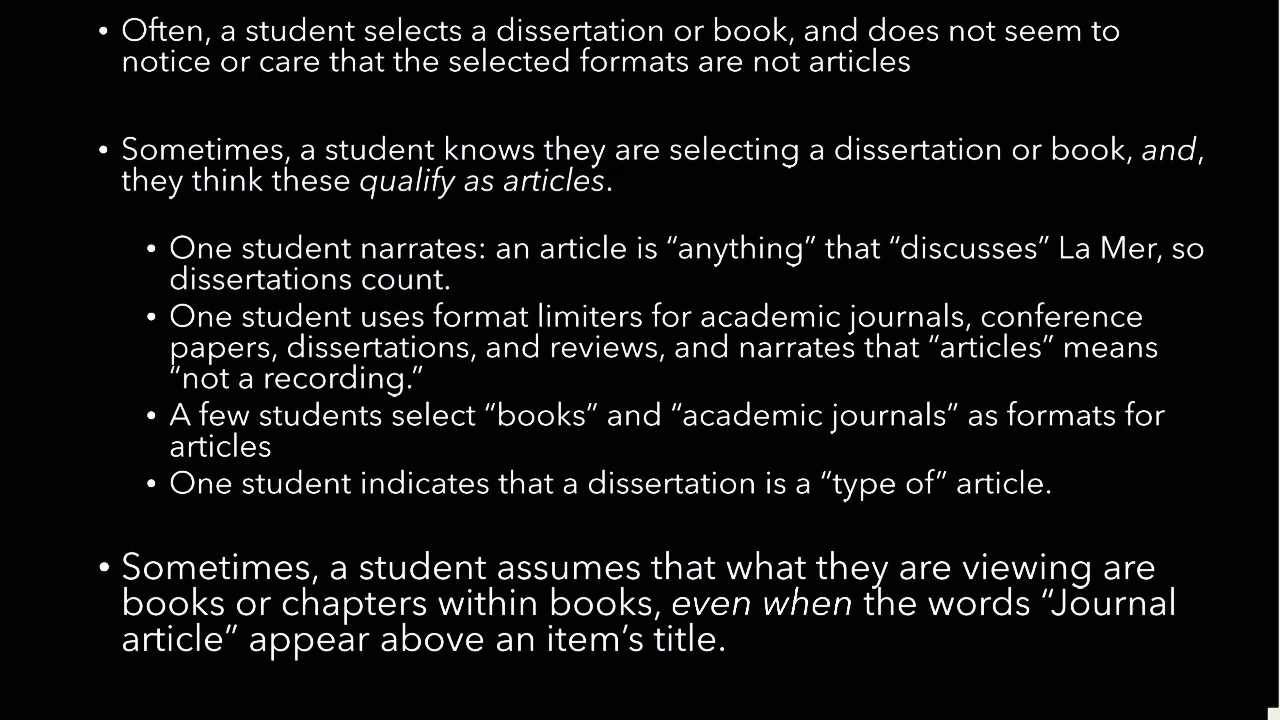 • Often, a student selects a dissertation or book, and does not seem to
notice or care that the selected formats are not articles
• Sometimes, a student knows they are selecting a dissertation or book, and,
they think these qualify as articles.
• One student narrates: an article is “anything” that “discusses” La Mer, so
dissertations count.
• One student uses format limiters for academic journals, conference
papers, dissertations, and reviews, and narrates that “articles” means
“not a recording.”
• A few students select “books” and “academic journals” as formats for
articles
• One student indicates that a dissertation is a “type of” article.
• Sometimes, a student assumes that what they are viewing are
books or chapters within books, even when the words “Journal
article” appear above an item’s title.